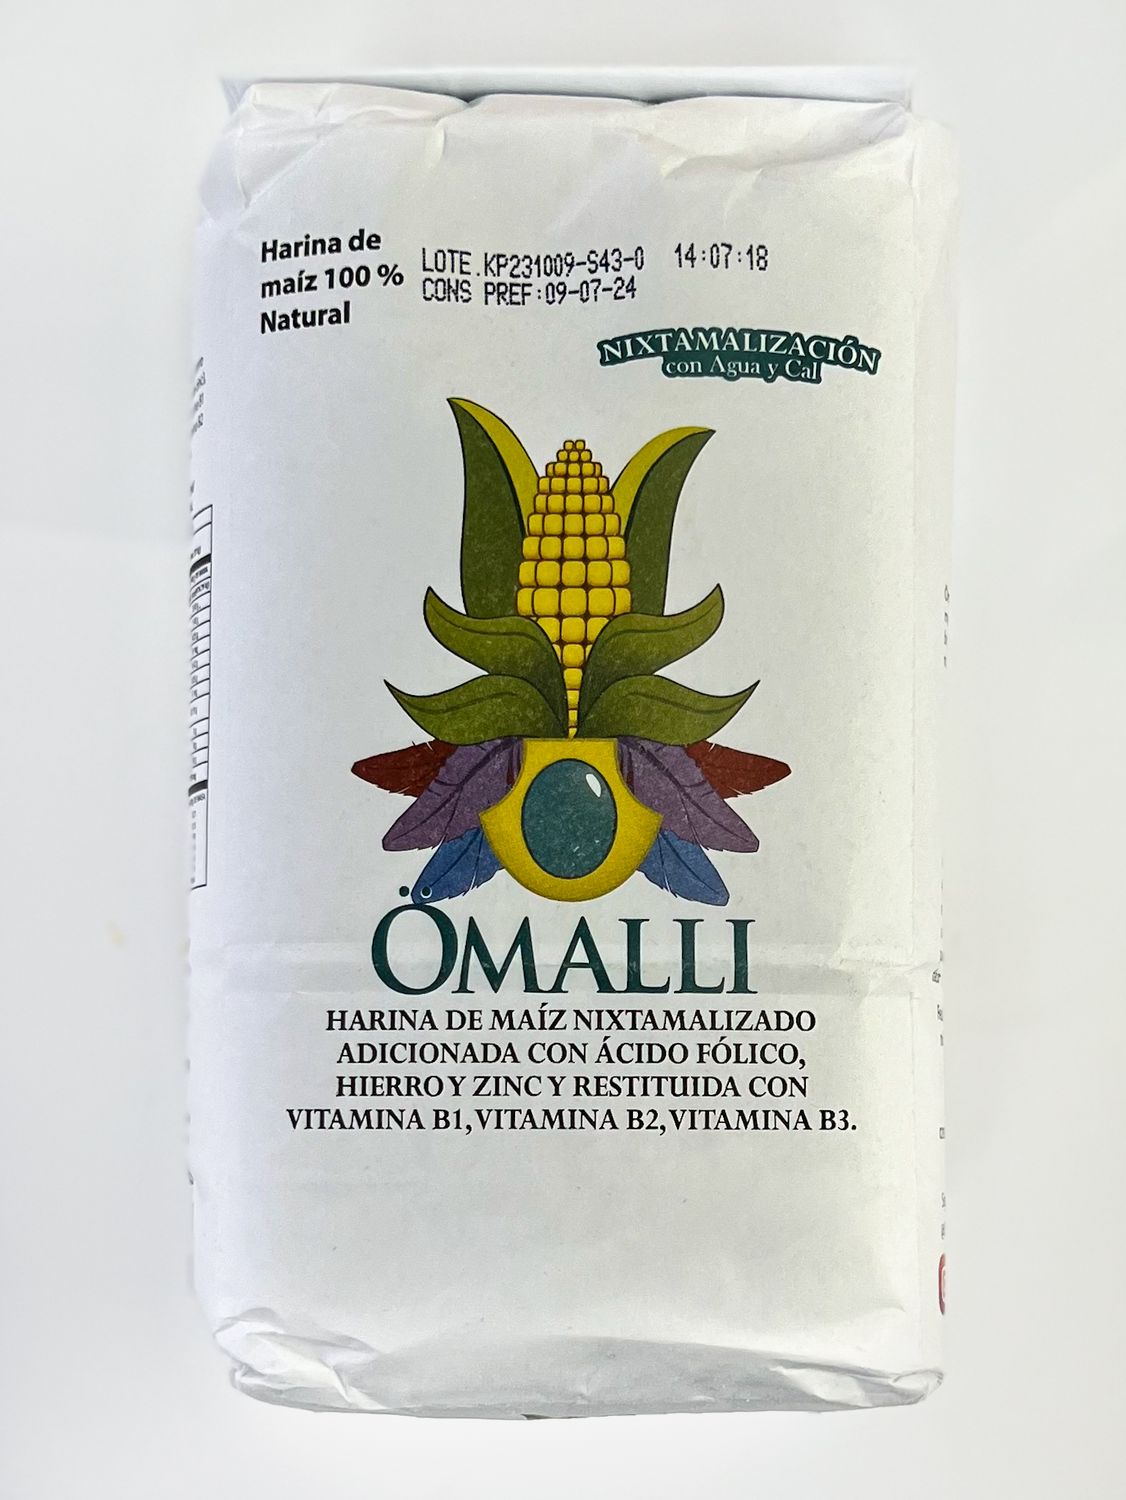 Harina de
maíz 100 %
Natural
LOTE.KP231009-S43-0 14:07:18
CONS PREF:09-07-24
NIXTAMALIZACIÓN
con Agua y Cal
ÖMALLI
HARINA DE MAÍZ NIXTAMALIZADO
ADICIONADA CON ÁCIDO FÓLICO,
HIERRO Y ZINC Y RESTITUIDA CON
VITAMINA B1, VITAMINA B2, VITAMINA B3.